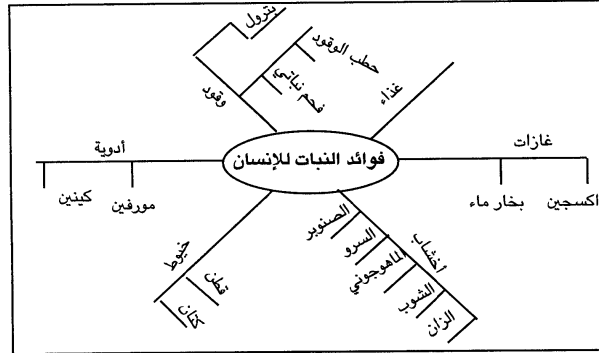 فوائد النبات للإنسان
غازات
اكسجين
بخار ماء
غذاء
وقود
بترول
حطب الوقود
فحم نباتي
أدوية
مورفين
كينين
خيوط
قطن
كتان
أخشاب
الصنوبر
السرو
الماهوجوني
الشوب
الزان